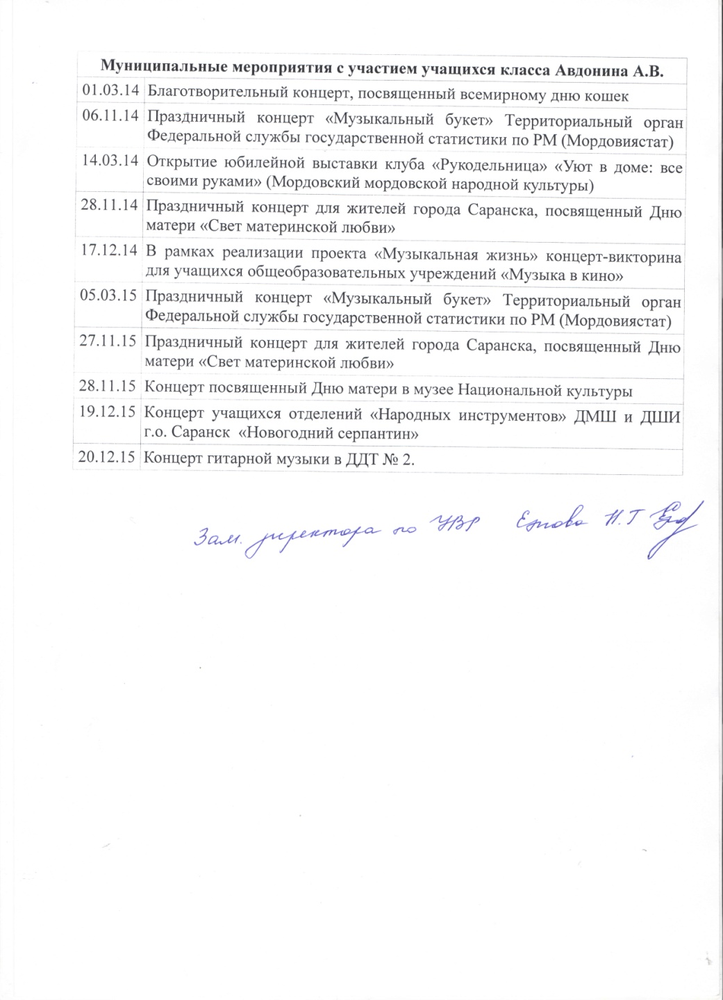 Муниципальные мероприятия с участием учащихся класса Авдонина А.В.
01.03.14 Благотворительный концерт, посвященный всемирному дню кошек
06.11.14 Праздничный концерт «Музыкальный букет» Территориальный орган
Федеральной службы государственной статистики по РМ (Мордовиястат)
14.03.14 Открытие юбилейной выставки клуба «Рукодельница» «Уют в доме: все
своими руками» (Мордовский мордовской народной культуры)
28.11.14 Праздничный концерт для жителей города Саранска, посвященный Дню
матери «Свет материнской любви»
17.12.14 В рамках реализации проекта «Музыкальная жизнь» концерт-викторина
для учащихся общеобразовательных учреждений «Музыка в кино»
05.03.15 Праздничный концерт «Музыкальный букет» Территориальный орган
Федеральной службы государственной статистики по РМ (Мордовиястат)
27.11.15 Праздничный концерт для жителей города Саранска, посвященный Дню
матери «Свет материнской любви»
28.11.15 Концерт посвященный Дню матери в музее Национальной культуры
19.12.15 Концерт учащихся отделений «Народных инструментов» ДМШ и ДШИ
г.о. Саранск «Новогодний серпантин»
20.12.15 Концерт гитарной музыки в ДДТ № 2.
Зам. директора по УВР Н.Г